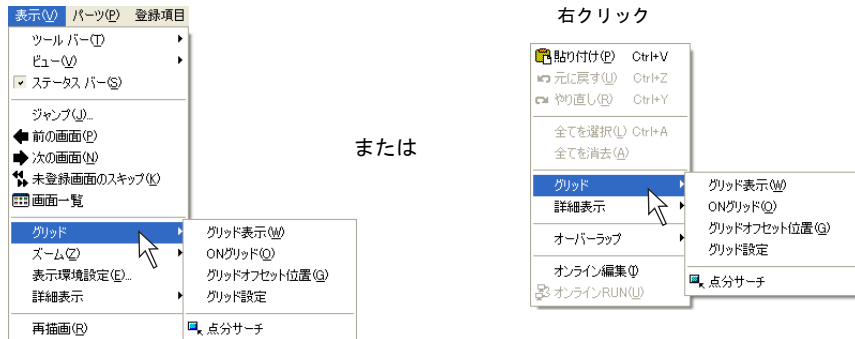 表示(V) パーツ(P) 登録項目
ツール バー(T)
ビュー(V)
ステータス バー(S)
ジャンプ(J)...
前の画面(P)
次の画面(N)
未登録画面のスキップ(K)
画面一覧
グリッド
ズーム(Z)
表示環境設定(E)...
詳細表示
再描画(R)
グリッド表示(W)
ONグリッド(O)
グリッドオフセット位置(G)
グリッド設定
点分サーチ
または
右クリック
貼り付け(P) Ctrl+V
元に戻す(U) Ctrl+Z
やり直し(R) Ctrl+Y
全てを選択(L) Ctrl+A
全てを消去(A)
グリッド
詳細表示
オーバーラップ
オンライン編集(I)
オンラインRUN(U)
グリッド表示(W)
ONグリッド(O)
グリッドオフセット位置(G)
グリッド設定
点分サーチ